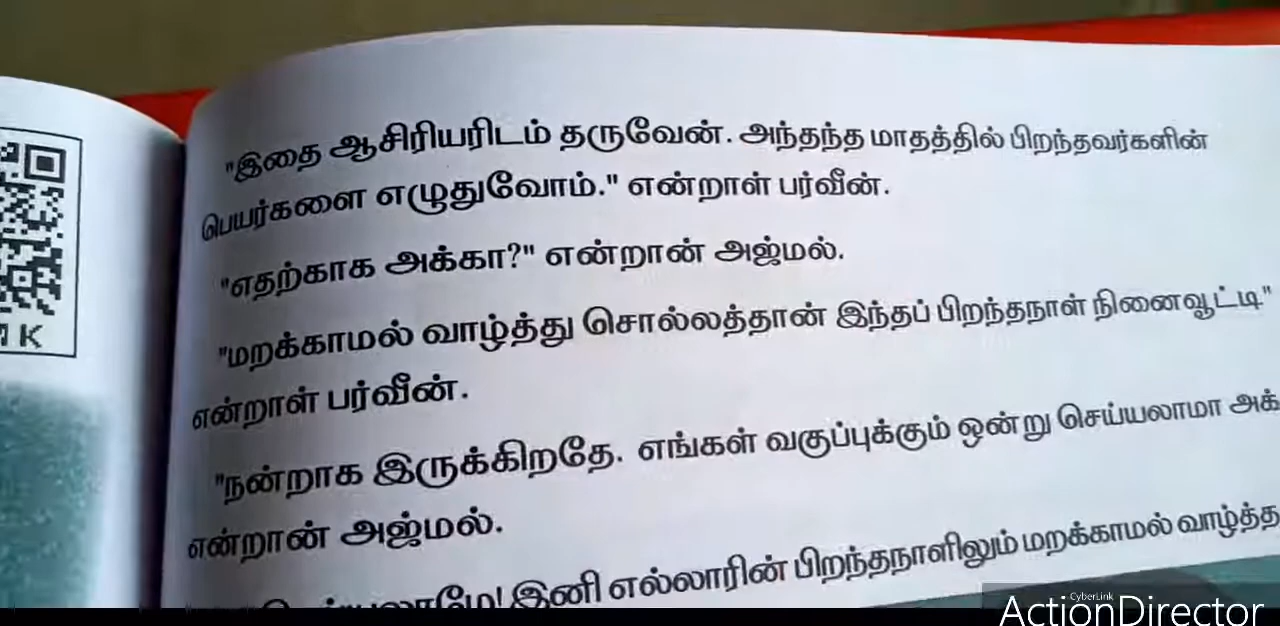 "இதை ஆசிரியரிடம் தருவேன். அந்தந்த மாதத்தில் பிறந்தவர்களின்
பெயர்களை எழுதுவோம்." என்றாள் பர்வீன்.
"எதற்காக அக்கா?" என்றான் அஜ்மல்.
"மறக்காமல் வாழ்த்து சொல்லத்தான் இந்தப் பிறந்தநாள் நினைவூட்டி"
என்றாள் பர்வீன்.
"நன்றாக இருக்கிறதே. எங்கள் வகுப்புக்கும் ஒன்று செய்யலாமா
என்றான் அஜ்மல்.
இனி எல்லாரின் பிறந்தநாளிலும் மறக்காமல்
K
CyberLink
ActionDirector